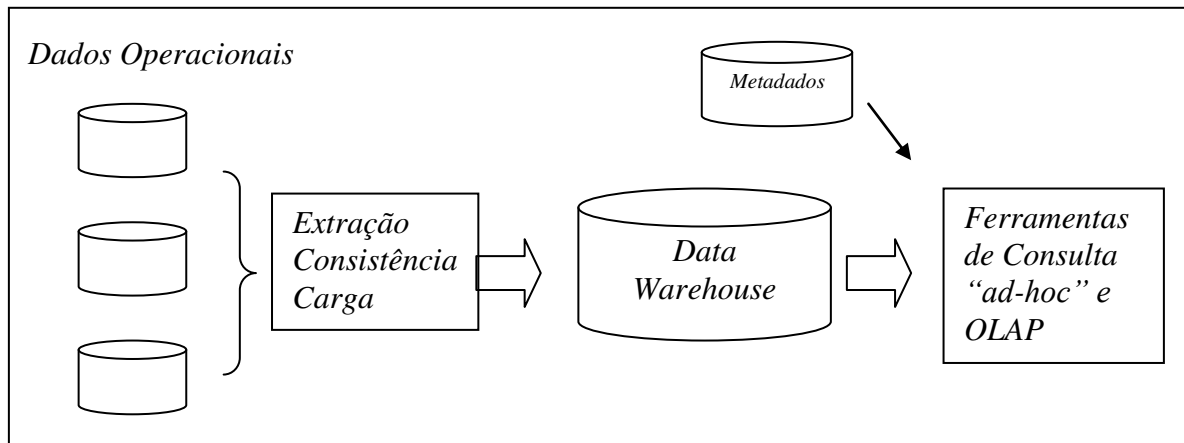 Dados Operacionais
Metadados
Extração
Consistência
Carga
Data
Warehouse
Ferramentas
de Consulta
“ad-hoc” e
OLAP